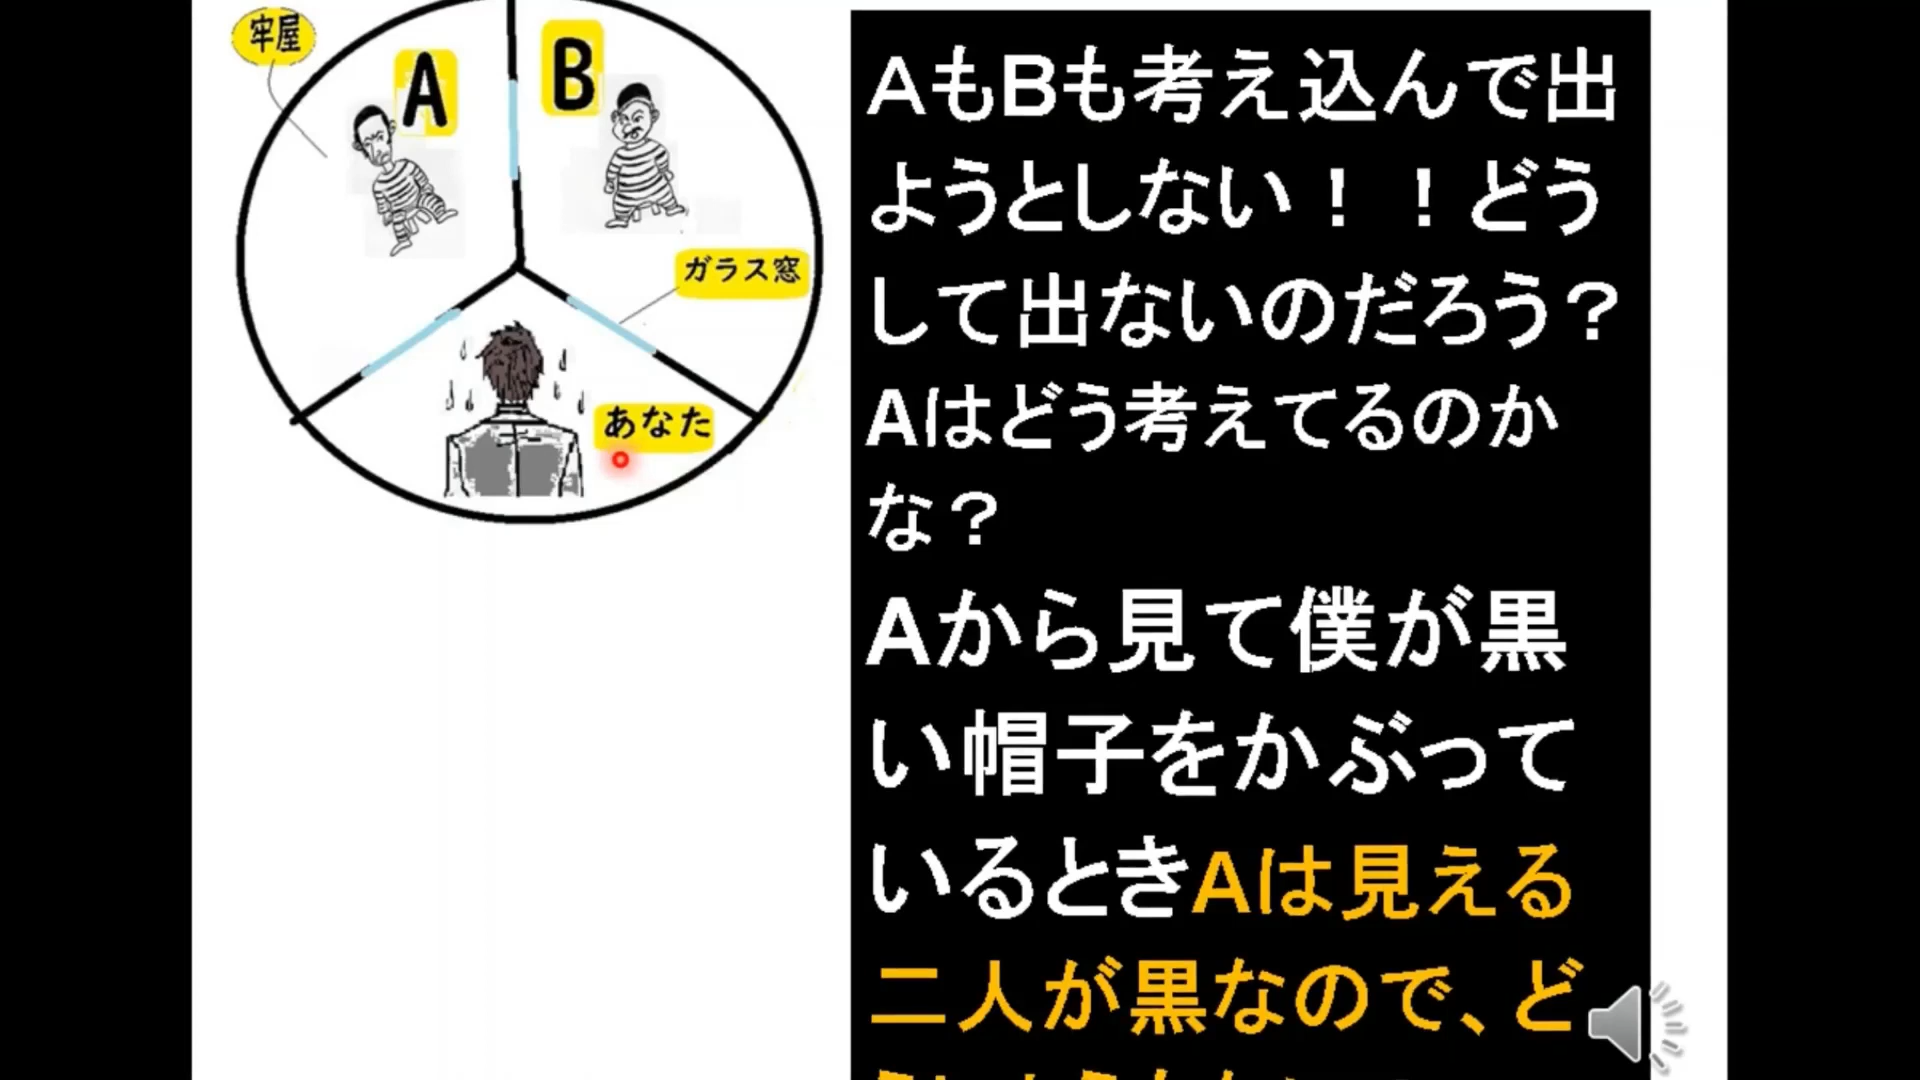 牢屋
A
B
ガラス窓
あなた
AもBも考え込んで出
ようとしない！！どう
して出ないのだろう？
Aはどう考えてるのか
な？
Aから見て僕が黒
い帽子をかぶって
いるときAは見える
二人が黒なので、ど